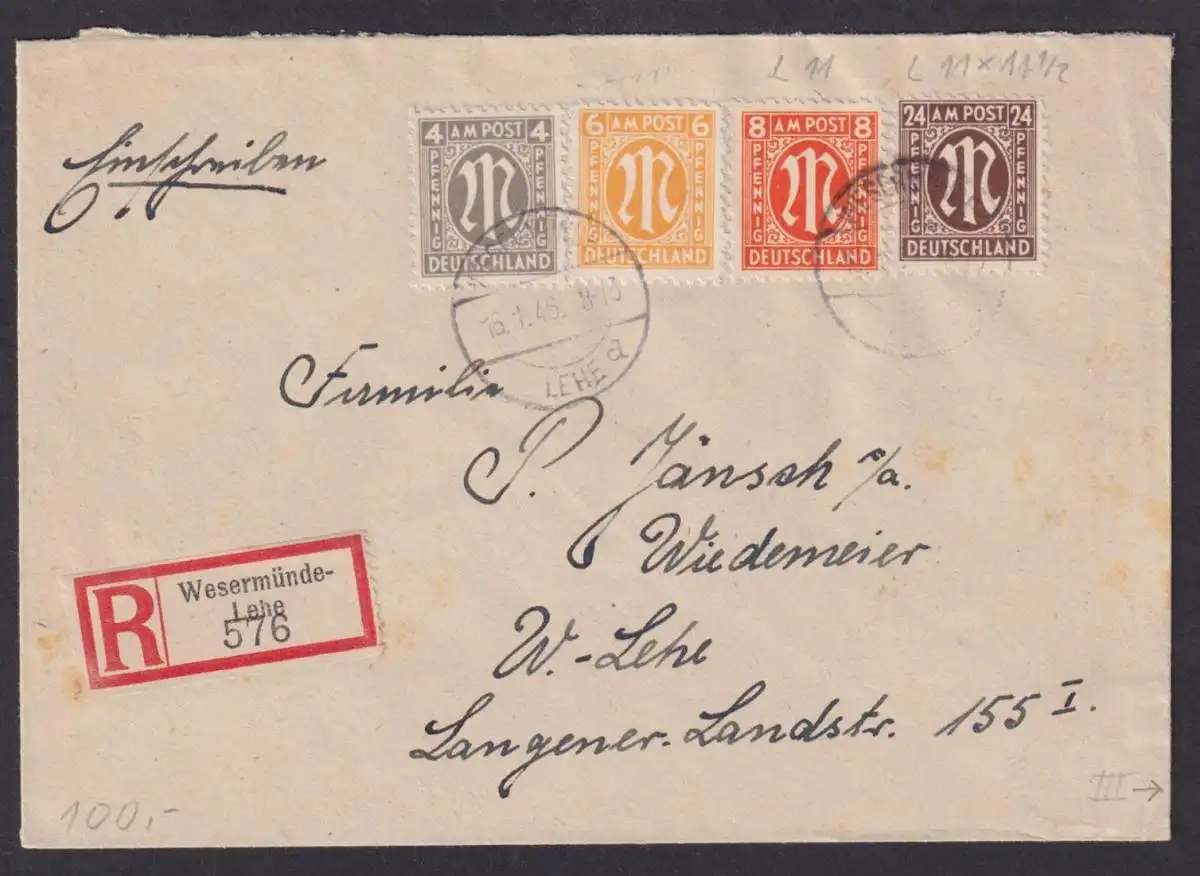 L 11 L 11 x 11 1/2
Einschreiben
4 AM POST 4
PFENNIG PFENNIG
DEUTSCHLAND
6 AM POST 6
PFENNIG PFENNIG
DEUTSCHLAND
8 AM POST 8
PFENNIG PFENNIG
DEUTSCHLAND
24 AM POST 24
PFENNIG PFENNIG
DEUTSCHLAND
16.1.46.
LEHE d
Familie
P. Jänsch c/a.
Wiedemeier
W.-Lehe
Langener-Landstr. 155 I.
R Wesermünde-
Lehe
576
III →
100,-